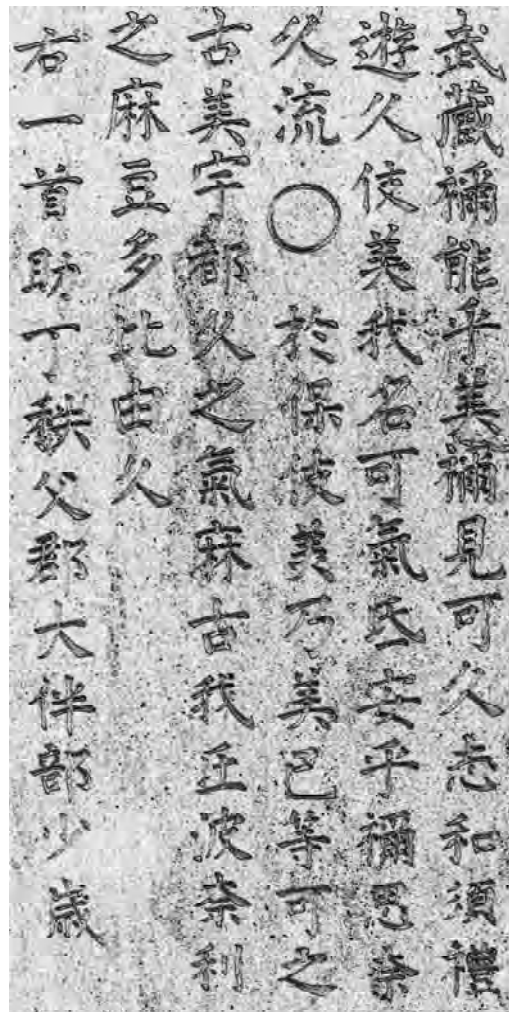 武蔵禰能乎美禰見可久志和須禮
遊久伎美我名可氣氐安乎禰思奈
久流 〇 於保伎美乃美己等可之
古美宇都久之氣麻古我弖波奈利
之麻豆多比由久
右一首助丁秩父郡大伴部少歳